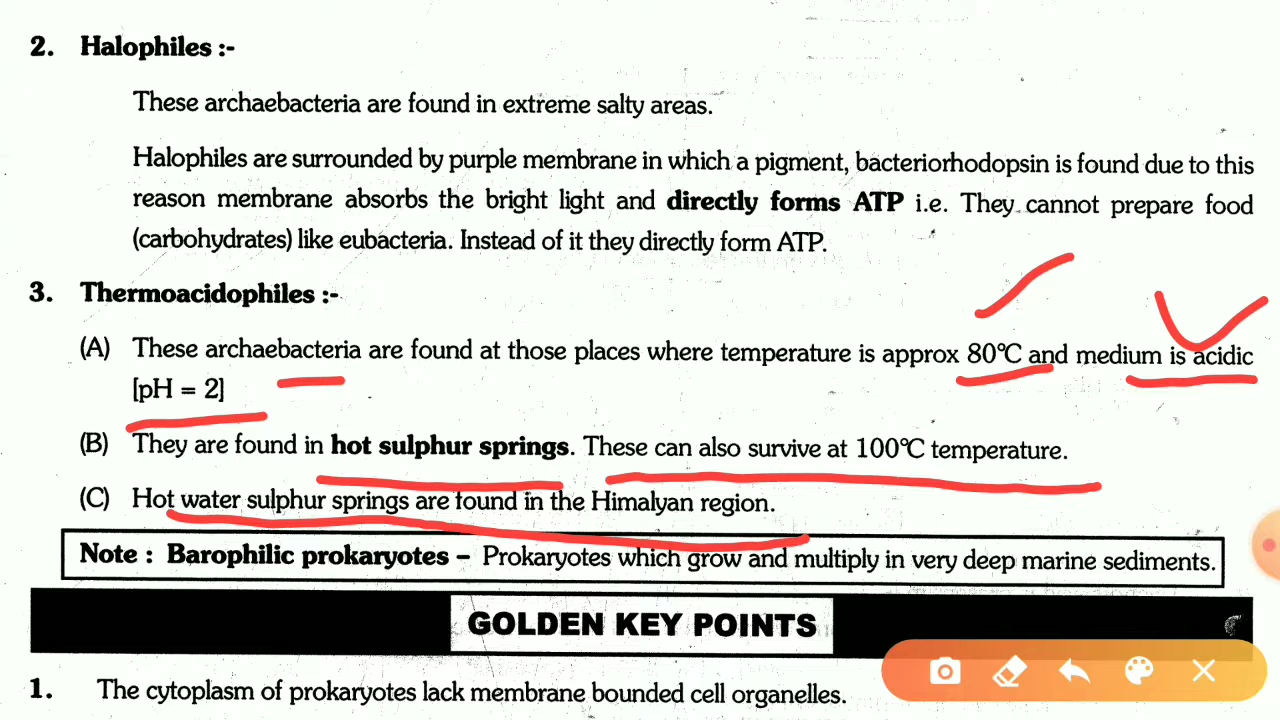 2. Halophiles :-
These archaebacteria are found in extreme salty areas.
Halophiles are surrounded by purple membrane in which a pigment, bacteriorhodopsin is found due to this
reason membrane absorbs the bright light and directly forms ATP i.e. They cannot prepare food
(carbohydrates) like eubacteria. Instead of it they directly form ATP.
3. Thermoacidophiles :-
(A) These archaebacteria are found at those places where temperature is approx 80°C and medium is acidic
[pH = 2]
(B) They are found in hot sulphur springs. These can also survive at 100°C temperature.
(C) Hot water sulphur springs are found in the Himalyan region.
Note : Barophilic prokaryotes – Prokaryotes which grow and multiply in very deep marine sediments.
GOLDEN KEY POINTS
1. The cytoplasm of prokaryotes lack membrane bounded cell organelles.